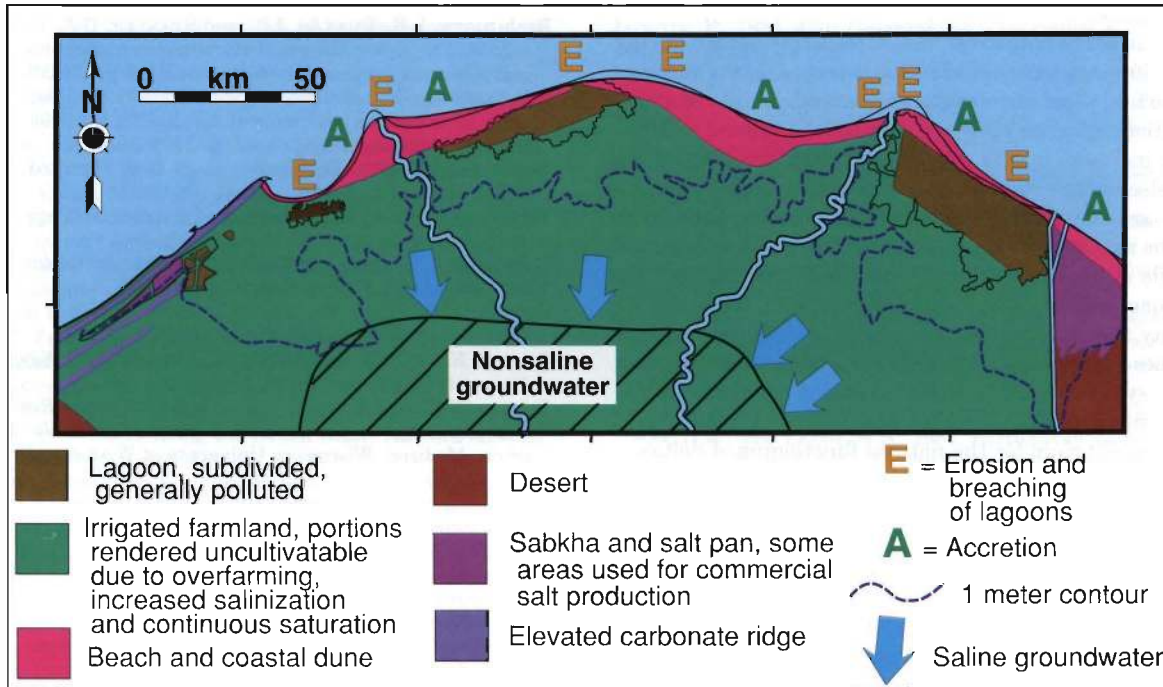 0 km 50
N
E
A
E
A
E
E
A
E
E
A
E
A
Nonsaline
groundwater
Lagoon, subdivided,
generally polluted
Irrigated farmland, portions
rendered uncultivatable
due to overfarming,
increased salinization
and continuous saturation
Beach and coastal dune
Desert
Sabkha and salt pan, some
areas used for commercial
salt production
Elevated carbonate ridge
E = Erosion and
breaching
of lagoons
A = Accretion
1 meter contour
Saline groundwater